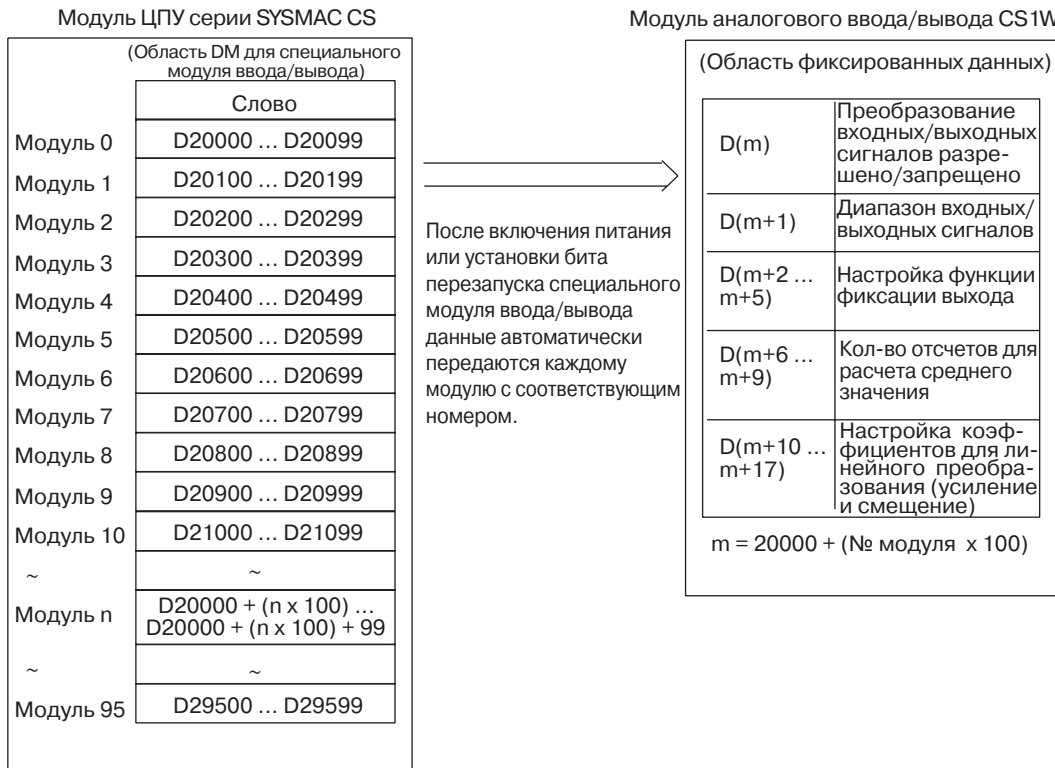 Модуль ЦПУ серии SYSMAC CS
(Область DM для специального
модуля ввода/вывода)
Слово
Модуль 0 D20000 … D20099
Модуль 1 D20100 … D20199
Модуль 2 D20200 … D20299
Модуль 3 D20300 … D20399
Модуль 4 D20400 … D20499
Модуль 5 D20500 … D20599
Модуль 6 D20600 … D20699
Модуль 7 D20700 … D20799
Модуль 8 D20800 … D20899
Модуль 9 D20900 … D20999
Модуль 10 D21000 … D21099
~ ~
Модуль n D20000 + (n x 100) …
D20000 + (n x 100) + 99
~ ~
Модуль 95 D29500 … D29599
После включения питания
или установки бита
перезапуска специального
модуля ввода/вывода
данные автоматически
передаются каждому
модулю с соответствующим
номером.
Модуль аналогового ввода/вывода CS1W
(Область фиксированных данных)
D(m) Преобразование
входных/выходных
сигналов разре-
шено/запрещено
D(m+1) Диапазон входных/
выходных сигналов
D(m+2 … Настройка функции
m+5) фиксации выхода
D(m+6 … Кол-во отсчетов для
m+9) расчета среднего
значения
D(m+10 … Настройка коэф-
m+17) фициентов для ли-
нейного преобра-
зования (усиление
и смещение)
m = 20000 + (№ модуля x 100)